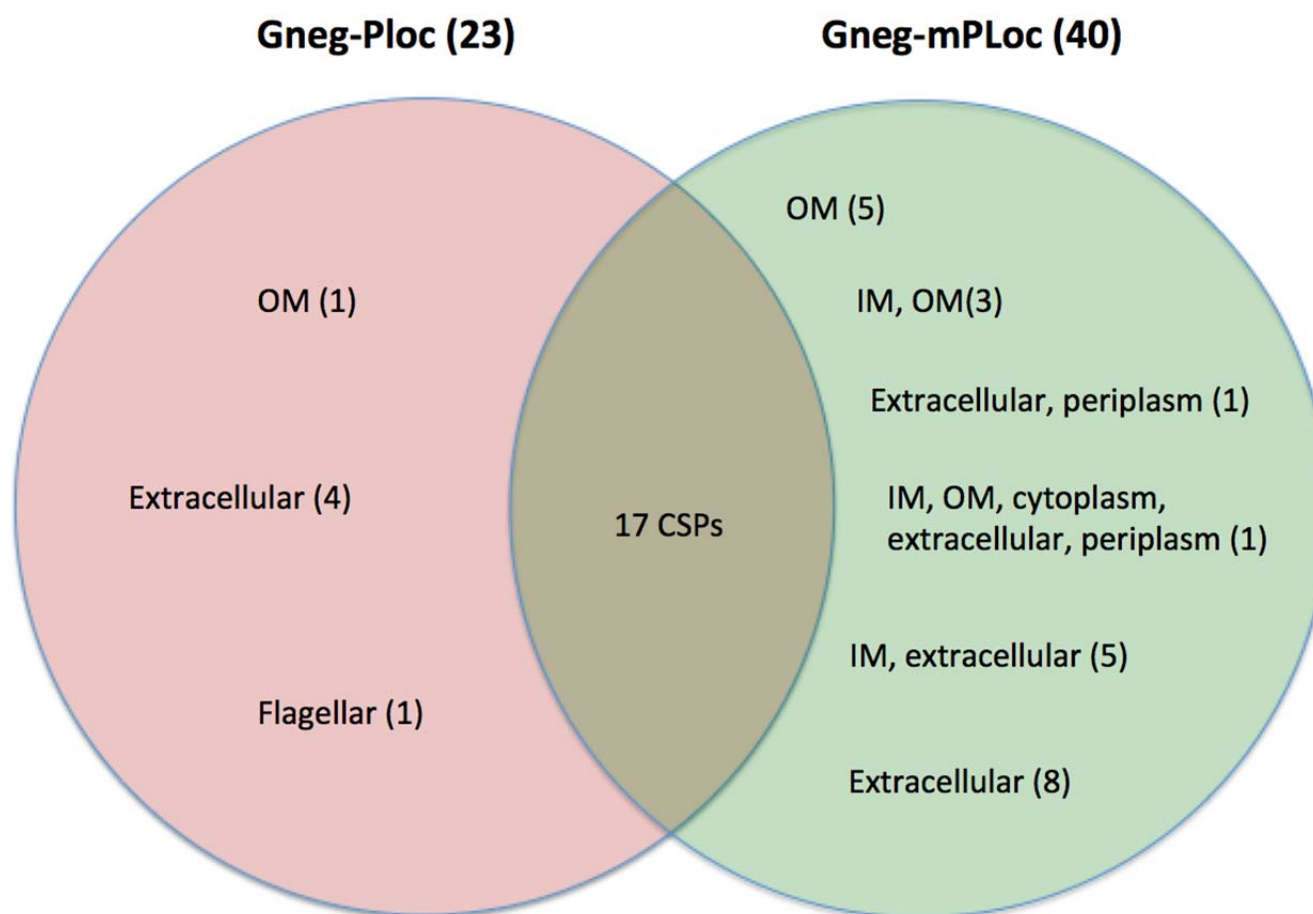 Gneg-Ploc (23)
Gneg-mPLoc (40)
OM (1)
Extracellular (4)
Flagellar (1)
17 CSPs
OM (5)
IM, OM(3)
Extracellular, periplasm (1)
IM, OM, cytoplasm,
extracellular, periplasm (1)
IM, extracellular (5)
Extracellular (8)